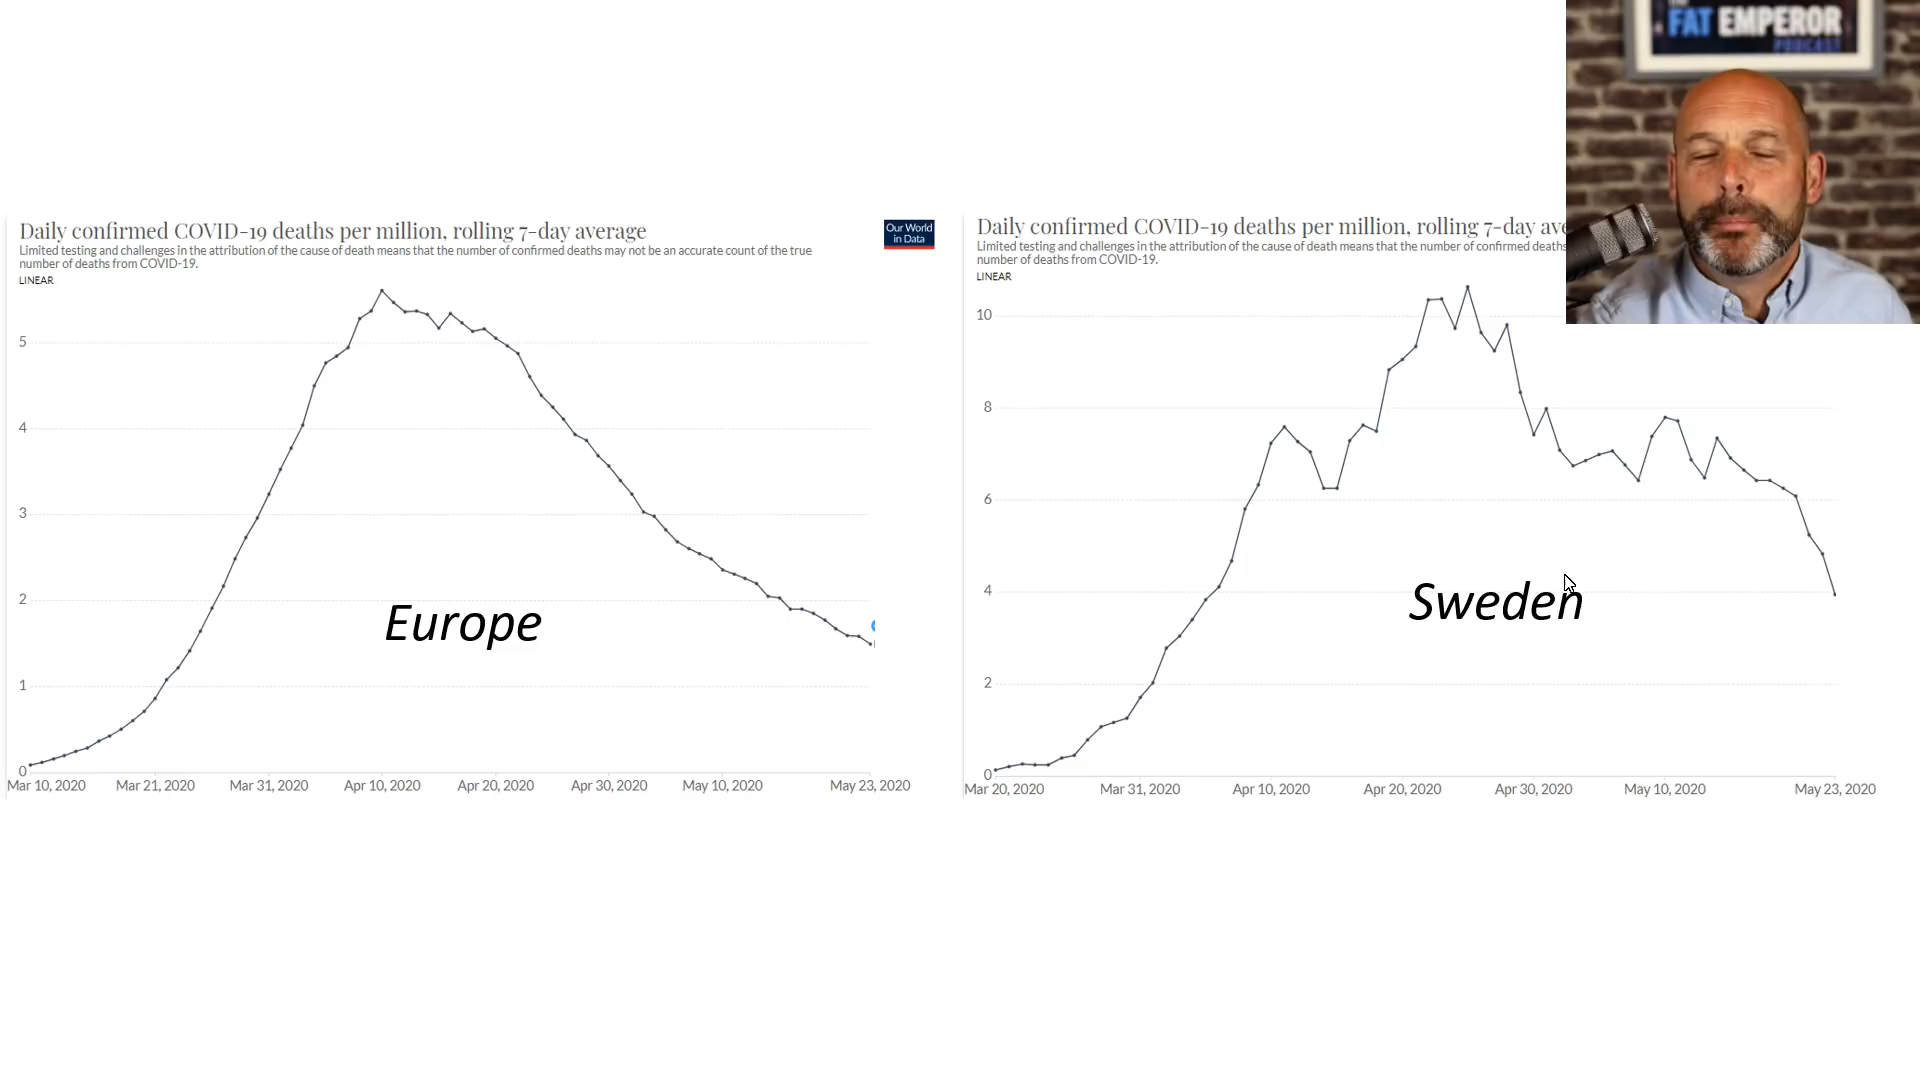 FAT EMPEROR
PODCAST
Daily confirmed COVID-19 deaths per million, rolling 7-day average
Limited testing and challenges in the attribution of the cause of death means that the number of confirmed deaths may not be an accurate count of the true
number of deaths from COVID-19.
LINEAR
Our World
in Data
5
4
3
2
1
0
Mar 10, 2020 Mar 21, 2020 Mar 31, 2020 Apr 10, 2020 Apr 20, 2020 Apr 30, 2020 May 10, 2020 May 23, 2020
Europe
Daily confirmed COVID-19 deaths per million, rolling 7-day ave
Limited testing and challenges in the attribution of the cause of death means that the number of confirmed deaths
number of deaths from COVID-19.
LINEAR
10
8
6
4
2
0
Mar 20, 2020 Mar 31, 2020 Apr 10, 2020 Apr 20, 2020 Apr 30, 2020 May 10, 2020 May 23, 2020
Sweden